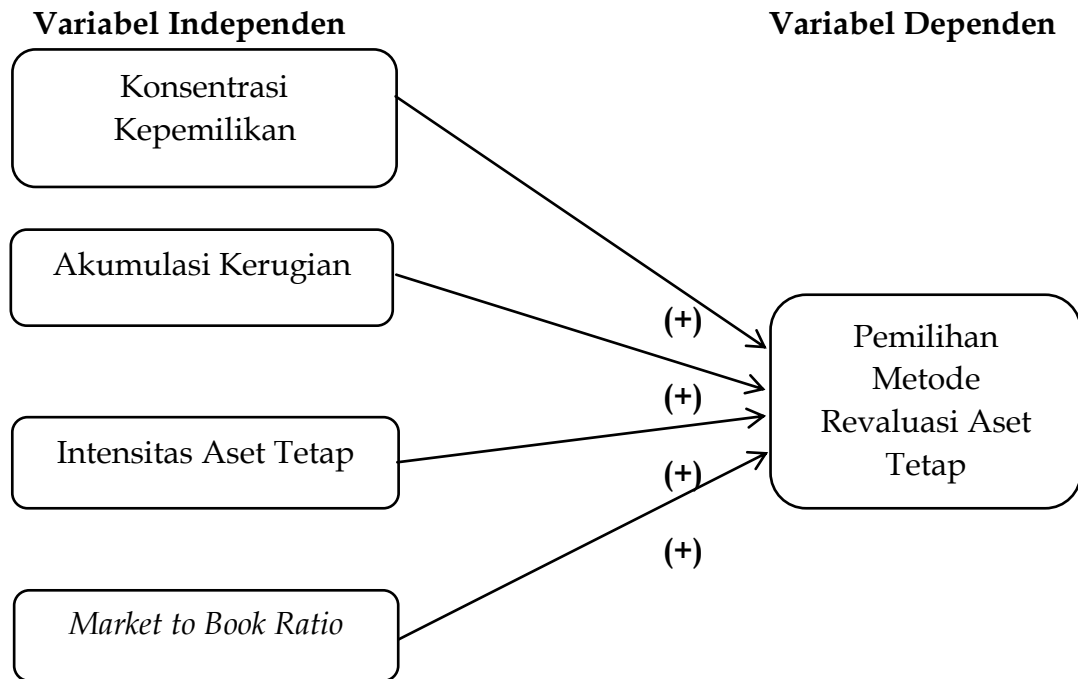 Variabel Independen
Variabel Dependen
Konsentrasi
Kepemilikan
Akumulasi Kerugian
(+)
Pemilihan
Metode
Revaluasi Aset
Tetap
(+)
Intensitas Aset Tetap
(+)
(+)
Market to Book Ratio